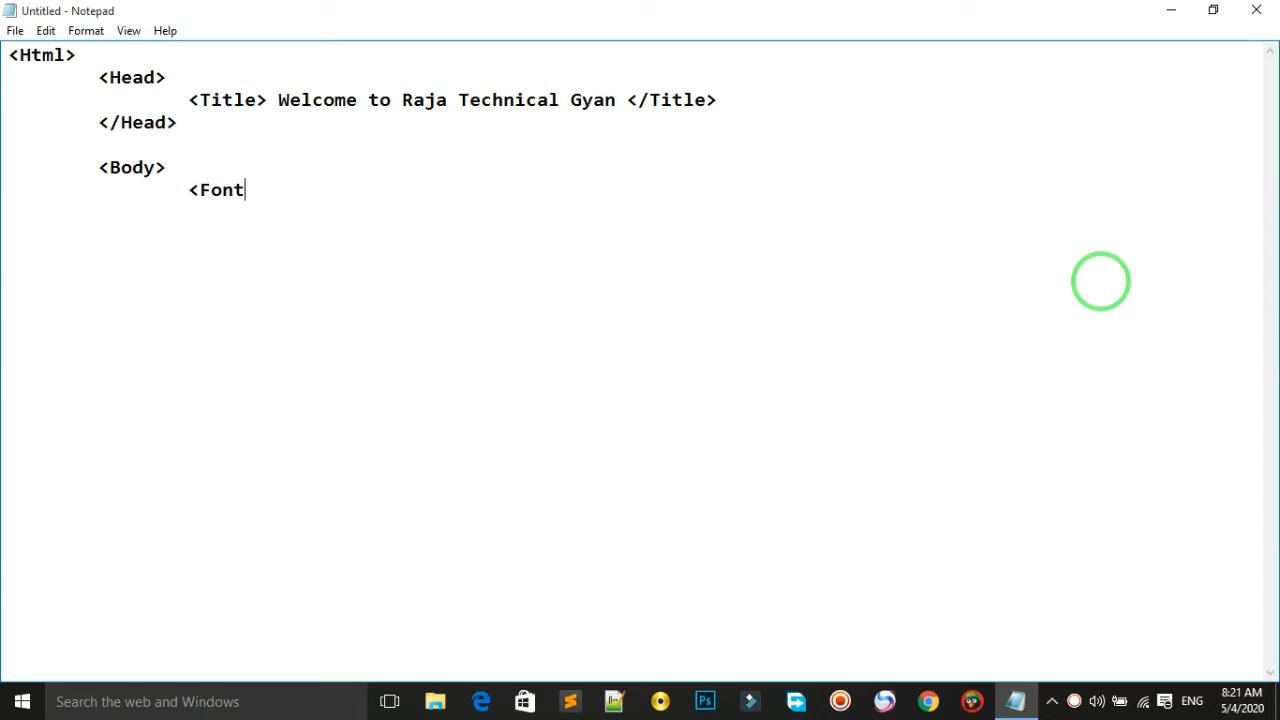 Untitled - Notepad
File Edit Format View Help
<Html>
<Head>
<Title> Welcome to Raja Technical Gyan </Title>
</Head>
<Body>
<Font
Search the web and Windows
Ps
ENG
8:21 AM
5/4/2020